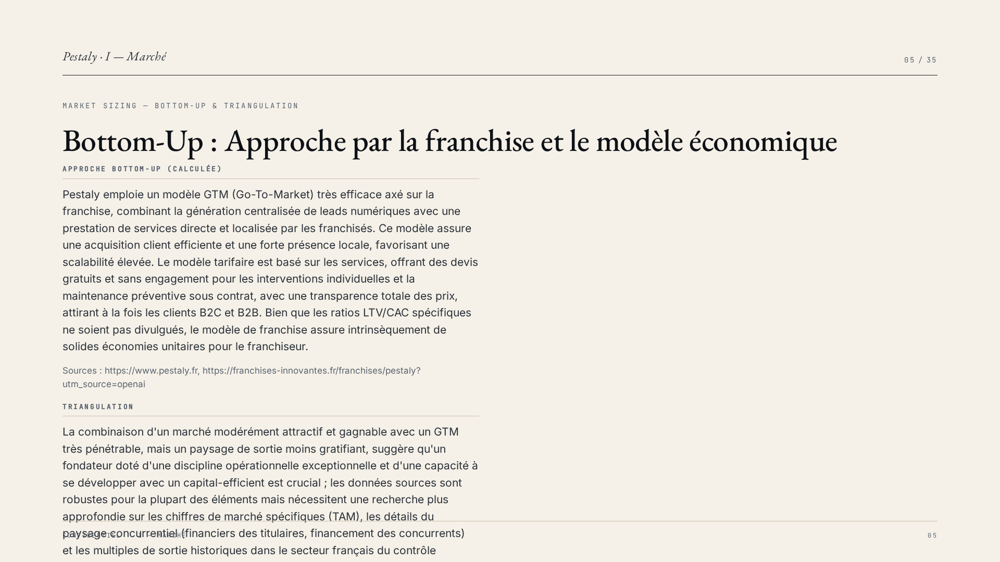 Pestaly · I — Marché
05 / 35
MARKET SIZING — BOTTOM-UP & TRIANGULATION
Bottom-Up : Approche par la franchise et le modèle économique
APPROCHE BOTTOM-UP (CALCULÉE)
Pestaly emploie un modèle GTM (Go-To-Market) très efficace axé sur la
franchise, combinant la génération centralisée de leads numériques avec une
prestation de services directe et localisée par les franchisés. Ce modèle assure
une acquisition client efficiente et une forte présence locale, favorisant une
scalabilité élevée. Le modèle tarifaire est basé sur les services, offrant des devis
gratuits et sans engagement pour les interventions individuelles et la
maintenance préventive sous contrat, avec une transparence totale des prix,
attirant à la fois les clients B2C et B2B. Bien que les ratios LTV/CAC spécifiques
ne soient pas divulgués, le modèle de franchise assure intrinsèquement de
solides économies unitaires pour le franchiseur.
Sources : https://www.pestaly.fr, https://franchises-innovantes.fr/franchises/pestaly?
utm_source=openai
TRIANGULATION
La combinaison d'un marché modérément attractif et gagnable avec un GTM
très pénétrable, mais un paysage de sortie moins gratifiant, suggère qu'un
fondateur doté d'une discipline opérationnelle exceptionnelle et d'une capacité à
se développer avec un capital-efficient est crucial ; les données sources sont
robustes pour la plupart des éléments mais nécessitent une recherche plus
approfondie sur les chiffres de marché spécifiques (TAM), les détails du
paysage concurrentiel (financiers des titulaires, financement des concurrents)
et les multiples de sortie historiques dans le secteur français du contrôle
05